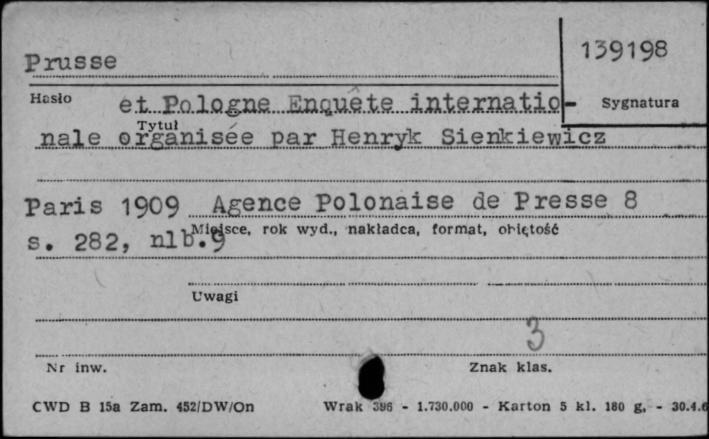 Prusse
139198
Hasło
et Pologne Enquête internatio-
Sygnatura
Tytuł
nale organisée par Henryk Sienkiewicz
Paris 1909 Agence Polonaise de Presse 8
Miejsce, rok wyd., nakładca, format, objętość
s. 282, nlb.9
Uwagi
3
Nr inw.
Znak klas.
CWD B 15a Zam. 452/DW/On
Wrak 396 - 1.730.000 - Karton 5 kl. 180 g, - 30.4.6